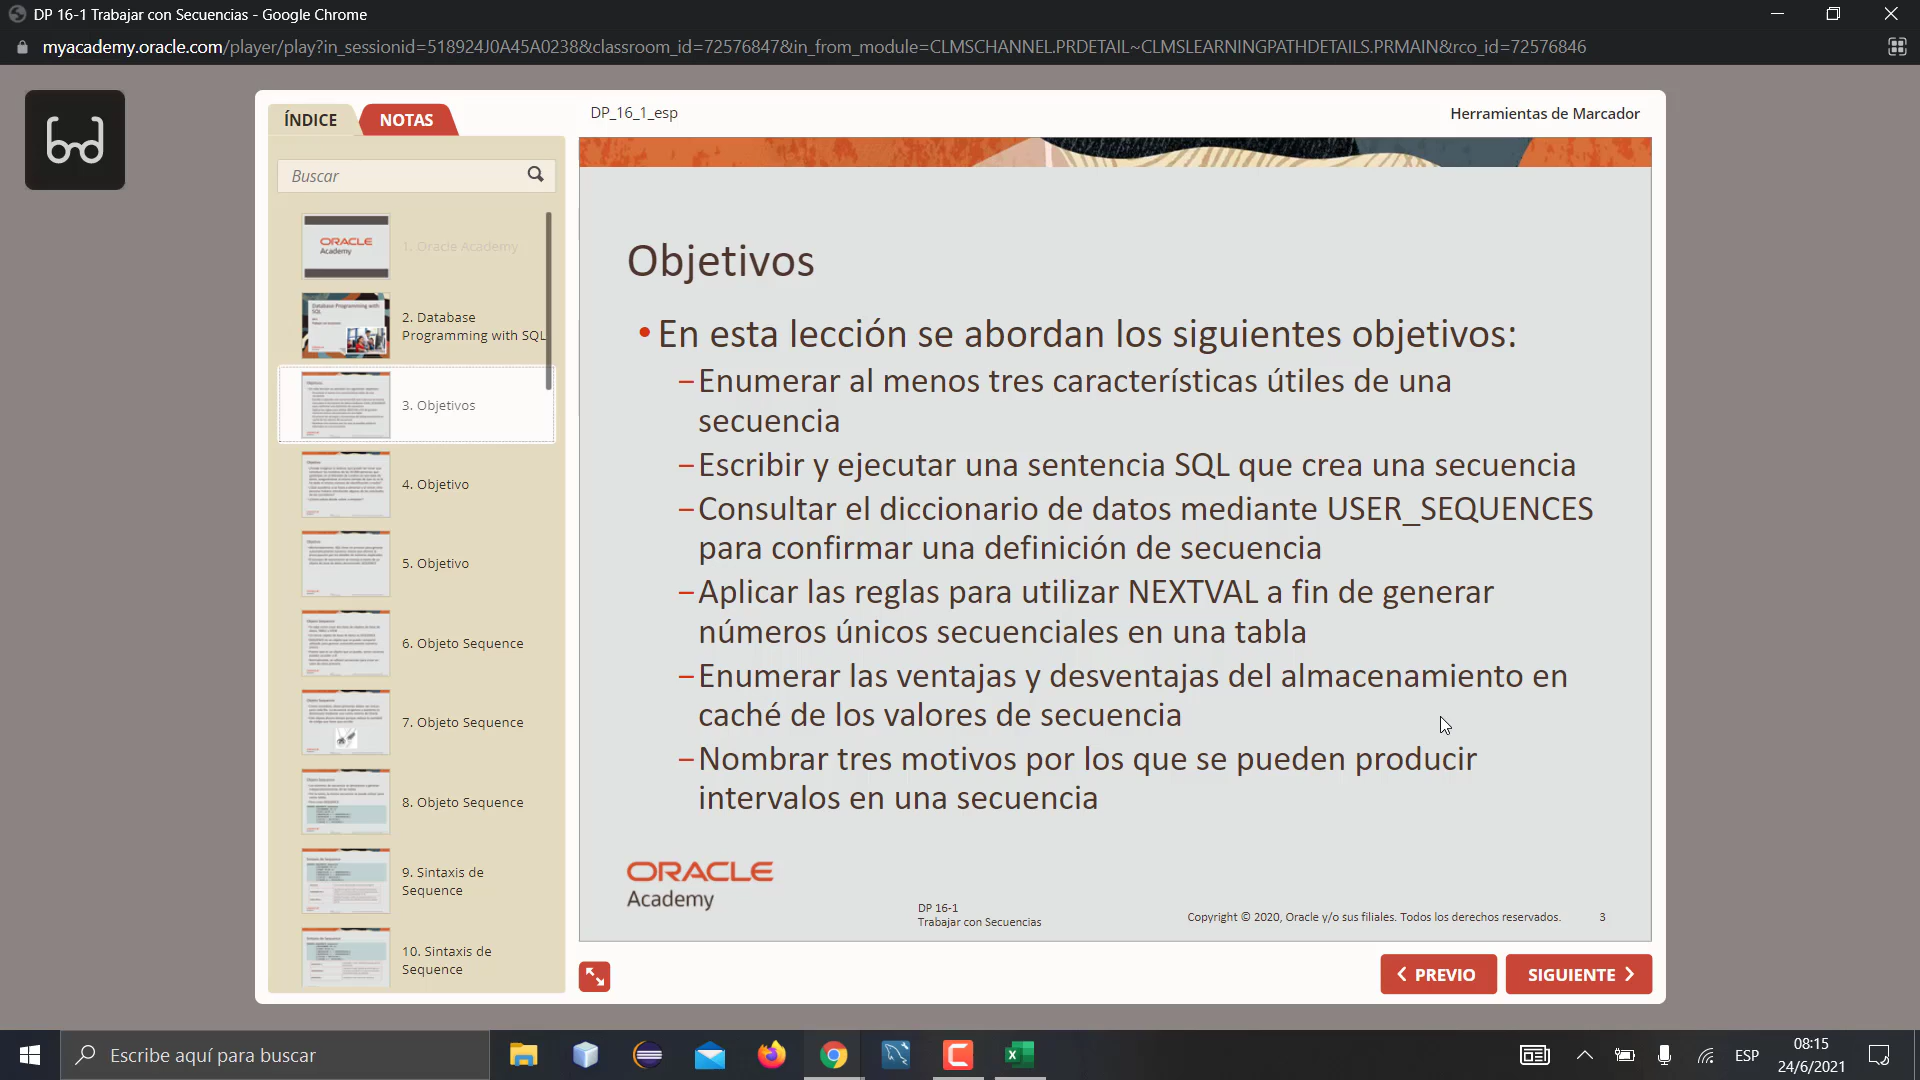 DP 16-1 Trabajar con Secuencias - Google Chrome
myacademy.oracle.com/player/play?in_sessionid=518924J0A45A0238&classroom_id=72576847&in_from_module=CLMSCHANNEL.PRDETAIL~CLMSLEARNINGPATHDETAILS.PRMAIN&rco_id=72576846
ÍNDICE
NOTAS
DP_16_1_esp
Herramientas de Marcador
Buscar
ORACLE
Academy
1. Oracle Academy
Database Programming with SQL
2. Database
Programming with SQL
3. Objetivos
4. Objetivo
5. Objetivo
6. Objeto Sequence
7. Objeto Sequence
8. Objeto Sequence
9. Sintaxis de
Sequence
10. Sintaxis de
Sequence
Objetivos
• En esta lección se abordan los siguientes objetivos:
–Enumerar al menos tres características útiles de una
secuencia
–Escribir y ejecutar una sentencia SQL que crea una secuencia
–Consultar el diccionario de datos mediante USER_SEQUENCES
para confirmar una definición de secuencia
–Aplicar las reglas para utilizar NEXTVAL a fin de generar
números únicos secuenciales en una tabla
–Enumerar las ventajas y desventajas del almacenamiento en
caché de los valores de secuencia
–Nombrar tres motivos por los que se pueden producir
intervalos en una secuencia
ORACLE
Academy
DP 16-1
Trabajar con Secuencias
Copyright © 2020, Oracle y/o sus filiales. Todos los derechos reservados.
3
PREVIO
SIGUIENTE
Escribe aquí para buscar
ESP
08:15
24/6/2021